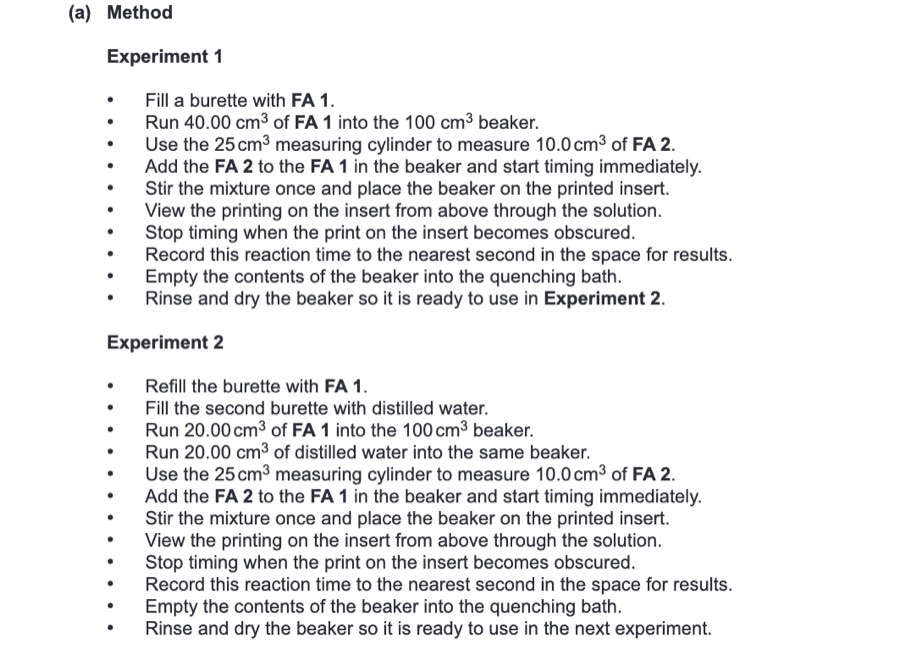 (a) Method
Experiment 1
• Fill a burette with FA 1.
• Run 40.00 cm³ of FA 1 into the 100 cm³ beaker.
• Use the 25 cm³ measuring cylinder to measure 10.0 cm³ of FA 2.
• Add the FA 2 to the FA 1 in the beaker and start timing immediately.
• Stir the mixture once and place the beaker on the printed insert.
• View the printing on the insert from above through the solution.
• Stop timing when the print on the insert becomes obscured.
• Record this reaction time to the nearest second in the space for results.
• Empty the contents of the beaker into the quenching bath.
• Rinse and dry the beaker so it is ready to use in Experiment 2.
Experiment 2
• Refill the burette with FA 1.
• Fill the second burette with distilled water.
• Run 20.00 cm³ of FA 1 into the 100 cm³ beaker.
• Run 20.00 cm³ of distilled water into the same beaker.
• Use the 25 cm³ measuring cylinder to measure 10.0 cm³ of FA 2.
• Add the FA 2 to the FA 1 in the beaker and start timing immediately.
• Stir the mixture once and place the beaker on the printed insert.
• View the printing on the insert from above through the solution.
• Stop timing when the print on the insert becomes obscured.
• Record this reaction time to the nearest second in the space for results.
• Empty the contents of the beaker into the quenching bath.
• Rinse and dry the beaker so it is ready to use in the next experiment.